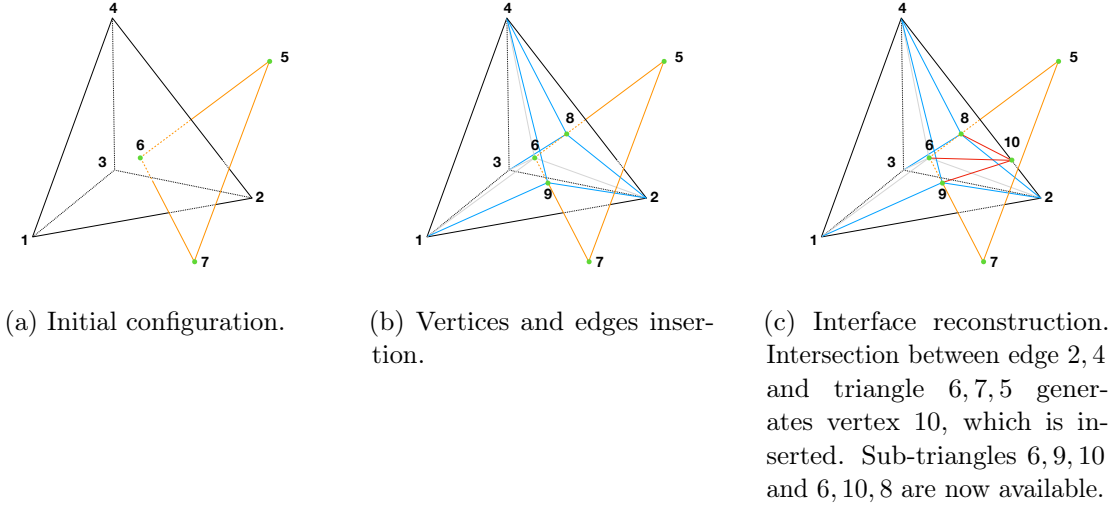 4
5
6
3
2
1
7
4
5
8
6
3
2
9
1
7
4
5
8
10
6
3
2
9
1
7
(a) Initial configuration.
(b) Vertices and edges inser-
tion.
(c) Interface reconstruction.
Intersection between edge 2, 4
and triangle 6, 7, 5 gener-
ates vertex 10, which is in-
serted. Sub-triangles 6, 9, 10
and 6, 10, 8 are now available.